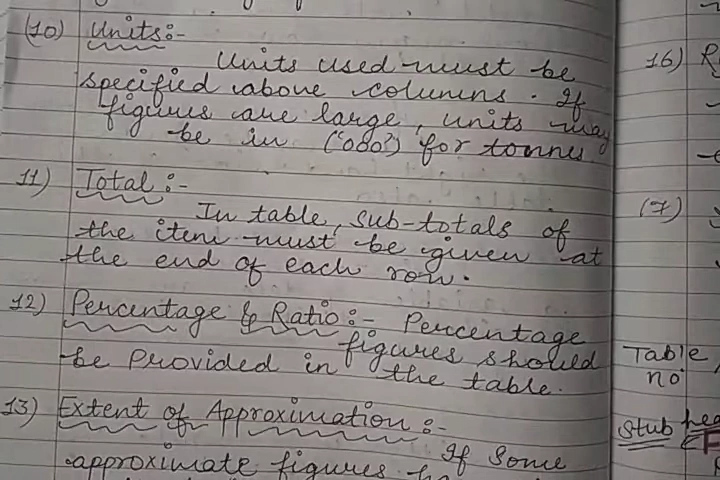 (10) Units:-
Units used must be
specified above columns. If
figures are large, units may
be in ("000") for tonnes
11) Total :-
In table, sub-totals of
the item must be given at
the end of each row.
12) Percentage & Ratio :- Percentage
figures should
be Provided in the table.
13) Extent of Approximation :-
If Some
approximate figures
16)
(7)
Table
no
Stub